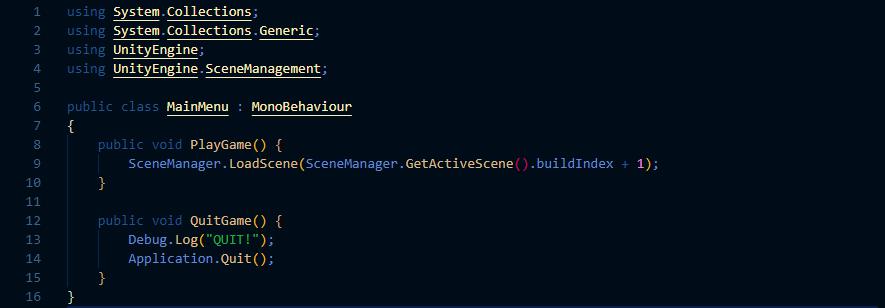 1 using System.Collections;
2 using System.Collections.Generic;
3 using UnityEngine;
4 using UnityEngine.SceneManagement;
5
6 public class MainMenu : MonoBehaviour
7 {
8     public void PlayGame() {
9         SceneManager.LoadScene(SceneManager.GetActiveScene().buildIndex + 1);
10     }
11
12     public void QuitGame() {
13         Debug.Log("QUIT!");
14         Application.Quit();
15     }
16 }